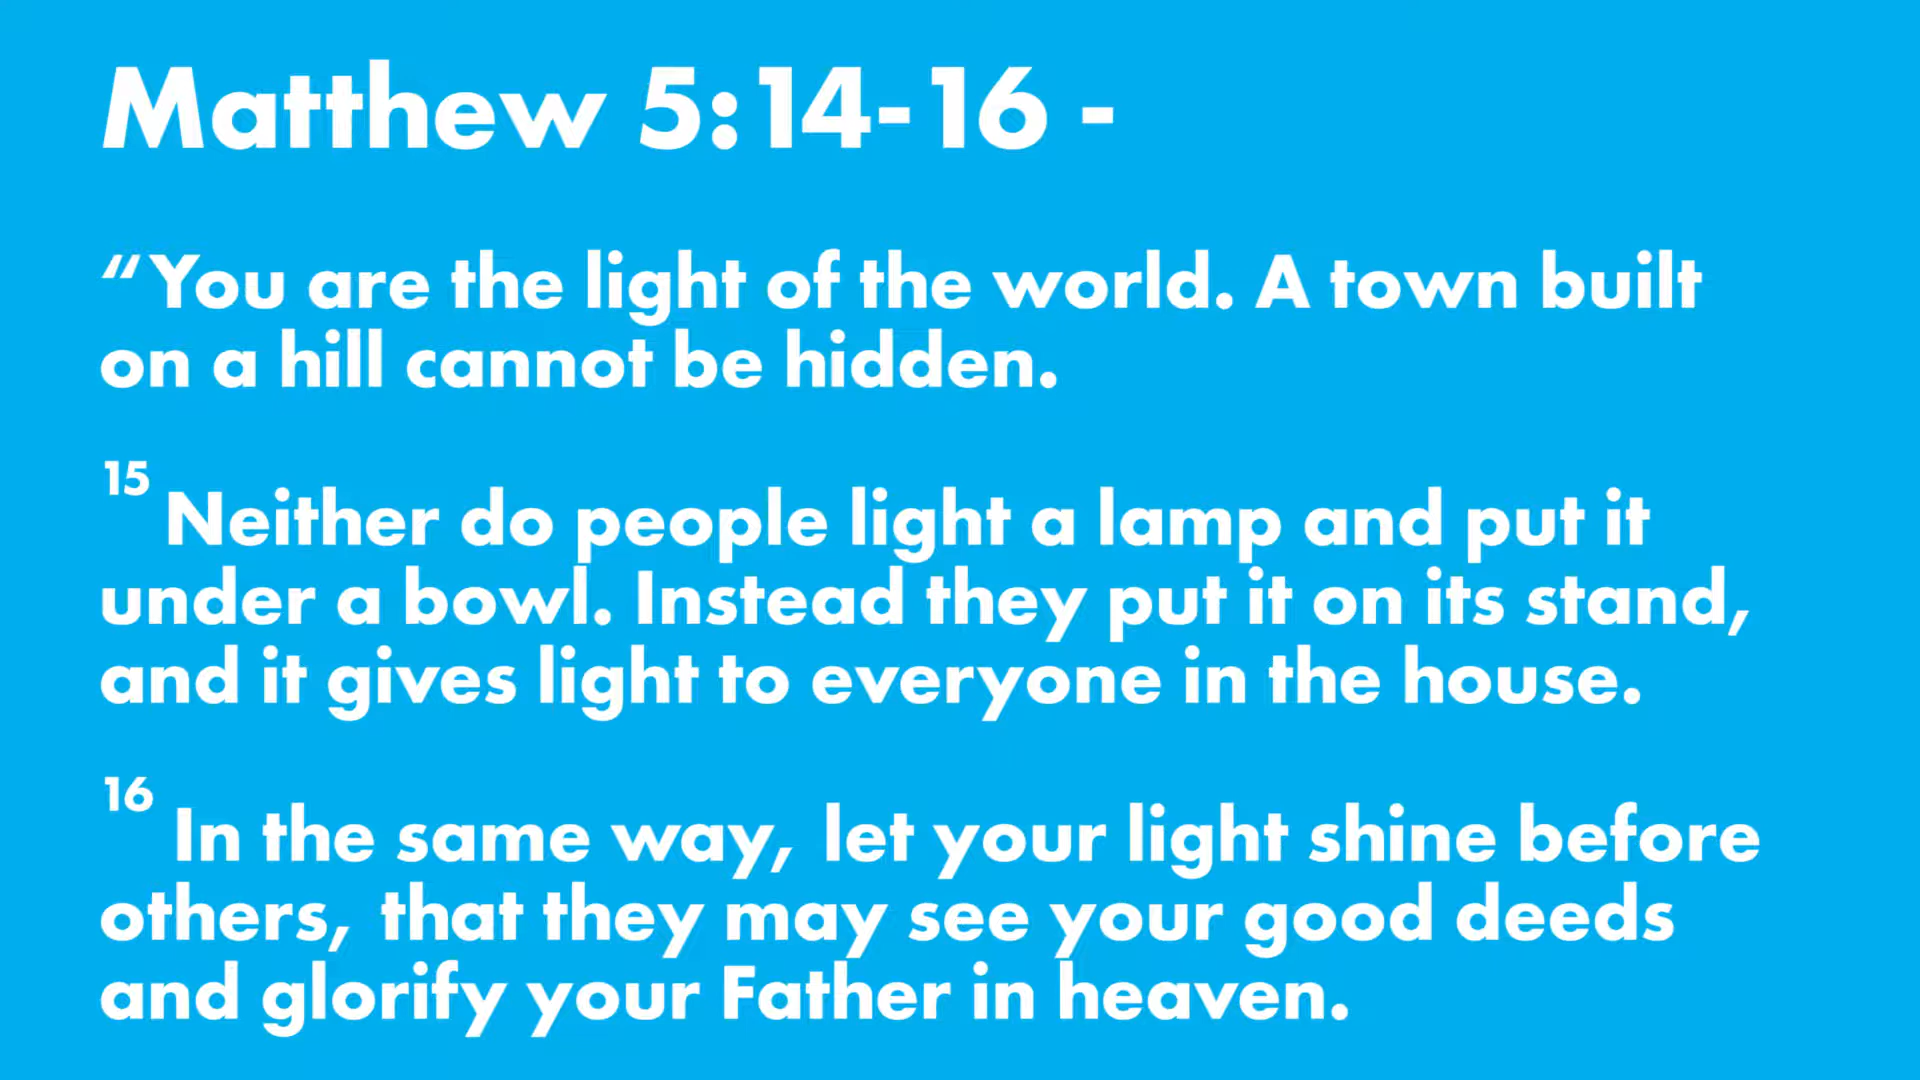 Matthew 5:14-16 -
“You are the light of the world. A town built
on a hill cannot be hidden.
15 Neither do people light a lamp and put it
under a bowl. Instead they put it on its stand,
and it gives light to everyone in the house.
16 In the same way, let your light shine before
others, that they may see your good deeds
and glorify your Father in heaven.